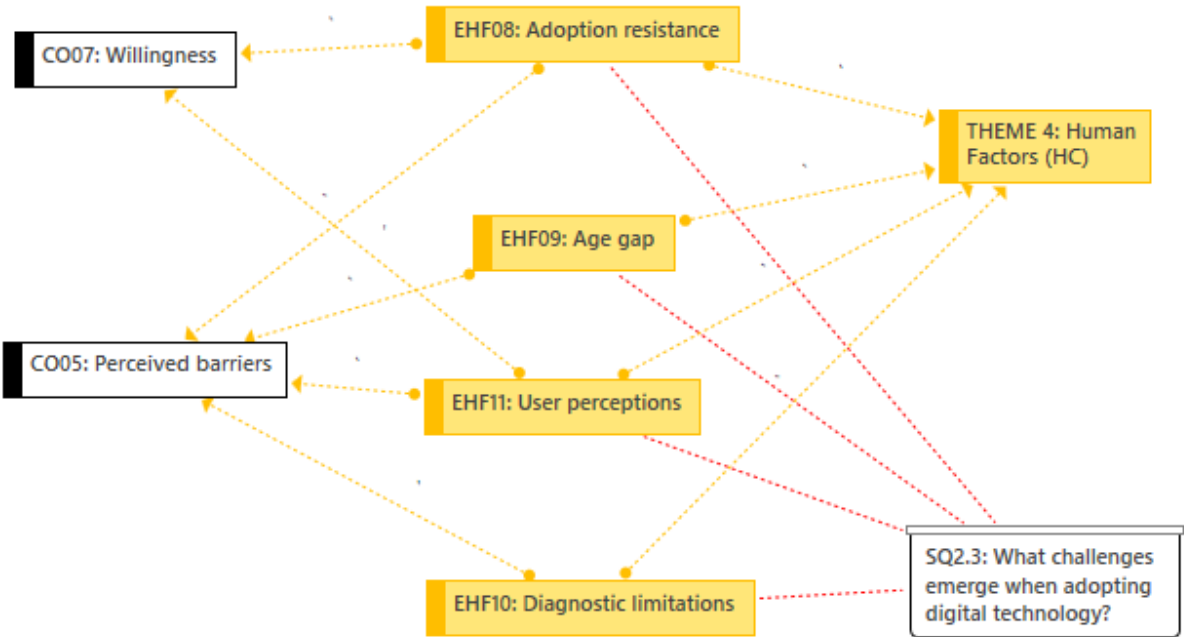 EHF08: Adoption resistance
CO07: Willingness
THEME 4: Human
Factors (HC)
EHF09: Age gap
CO05: Perceived barriers
EHF11: User perceptions
SQ2.3: What challenges
emerge when adopting
digital technology?
EHF10: Diagnostic limitations